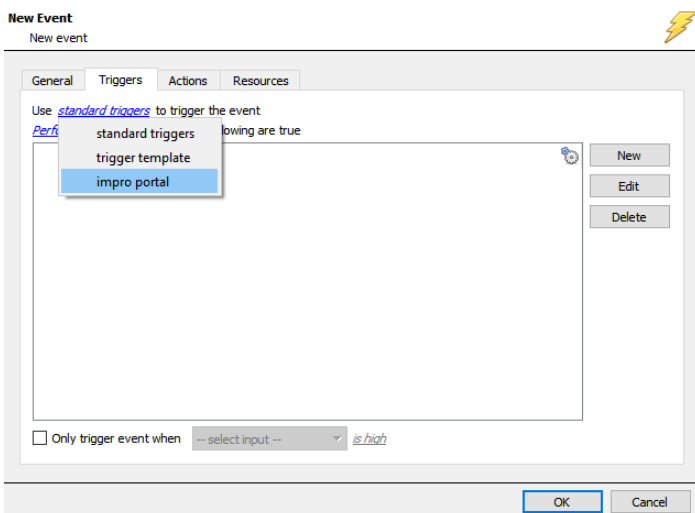 New Event
New event
General Triggers Actions Resources
Use standard triggers to trigger the event
lowing are true
standard triggers
trigger template
impro portal
New
Edit
Delete
Only trigger event when -- select input -- is high
OK Cancel